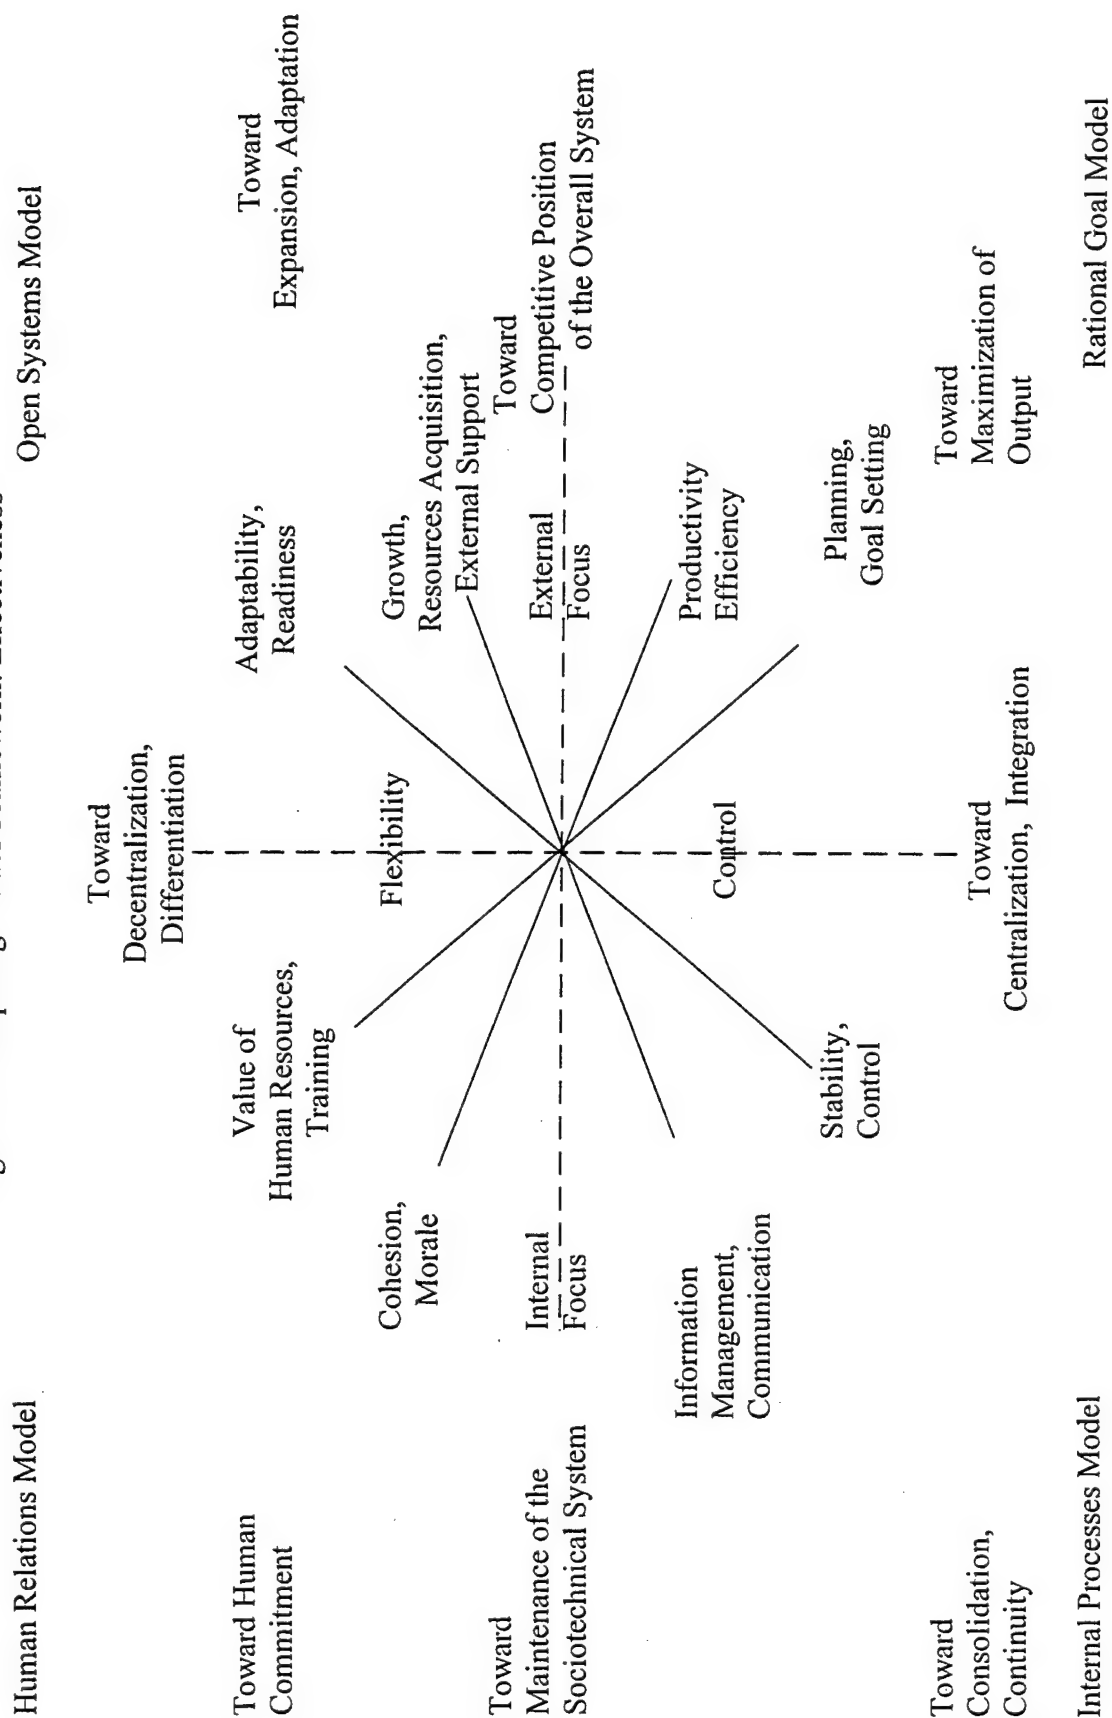 Human Relations Model
Open Systems Model
Toward
Decentralization,
Differentiation
Toward Human
Commitment
Value of
Human Resources,
Training
Adaptability,
Readiness
Toward
Expansion, Adaptation
Cohesion,
Morale
Flexibility
Growth,
Resources Acquisition,
External Support
Toward
Maintenance of the
Sociotechnical System
Internal
Focus
External
Focus
Toward
Competitive Position
of the Overall System
Information
Management,
Communication
Control
Productivity
Efficiency
Stability,
Control
Planning,
Goal Setting
Toward
Consolidation,
Continuity
Toward
Centralization, Integration
Toward
Maximization of
Output
Internal Processes Model
Rational Goal Model